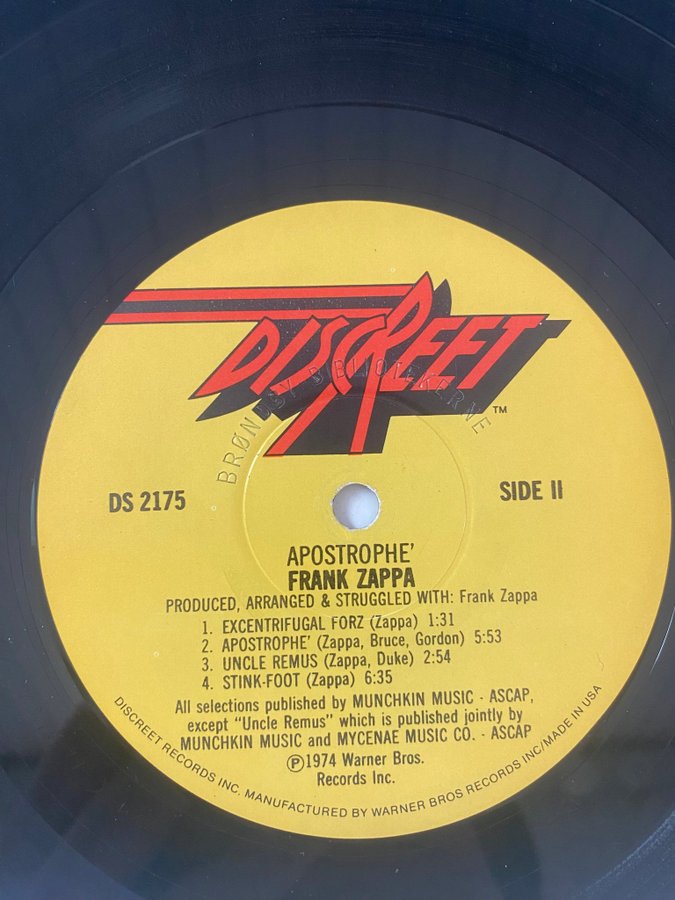 DISCREET
TM
BRØNDBY BIBLIOTEKERNE
DS 2175
SIDE II
APOSTROPHE'
FRANK ZAPPA
PRODUCED, ARRANGED & STRUGGLED WITH: Frank Zappa
1. EXCENTRIFUGAL FORZ (Zappa) 1:31
2. APOSTROPHE' (Zappa, Bruce, Gordon) 5:53
3. UNCLE REMUS (Zappa, Duke) 2:54
4. STINK-FOOT (Zappa) 6:35
All selections published by MUNCHKIN MUSIC - ASCAP,
except "Uncle Remus" which is published jointly by
MUNCHKIN MUSIC and MYCENAE MUSIC CO. - ASCAP
Ⓟ1974 Warner Bros.
Records Inc.
DISCREET RECORDS INC. MANUFACTURED BY WARNER BROS RECORDS INC/MADE IN USA